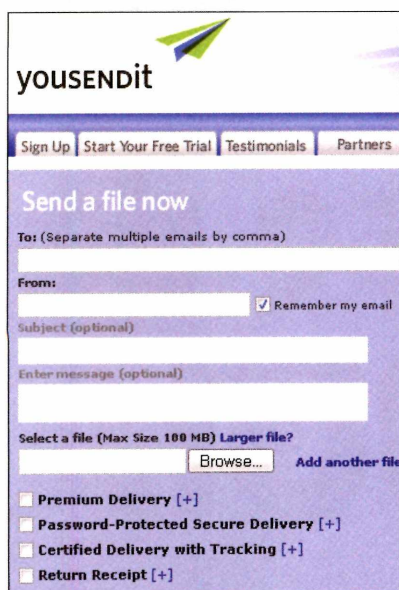 YOUSENDIT
Sign Up Start Your Free Trial Testimonials Partners
Send a file now
To: (Separate multiple emails by comma)
From:
Remember my email
Subject (optional)
Enter message (optional)
Select a file (Max Size 100 MB) Larger file?
Browse... Add another file
Premium Delivery [+]
Password-Protected Secure Delivery [+]
Certified Delivery with Tracking [+]
Return Receipt [+]